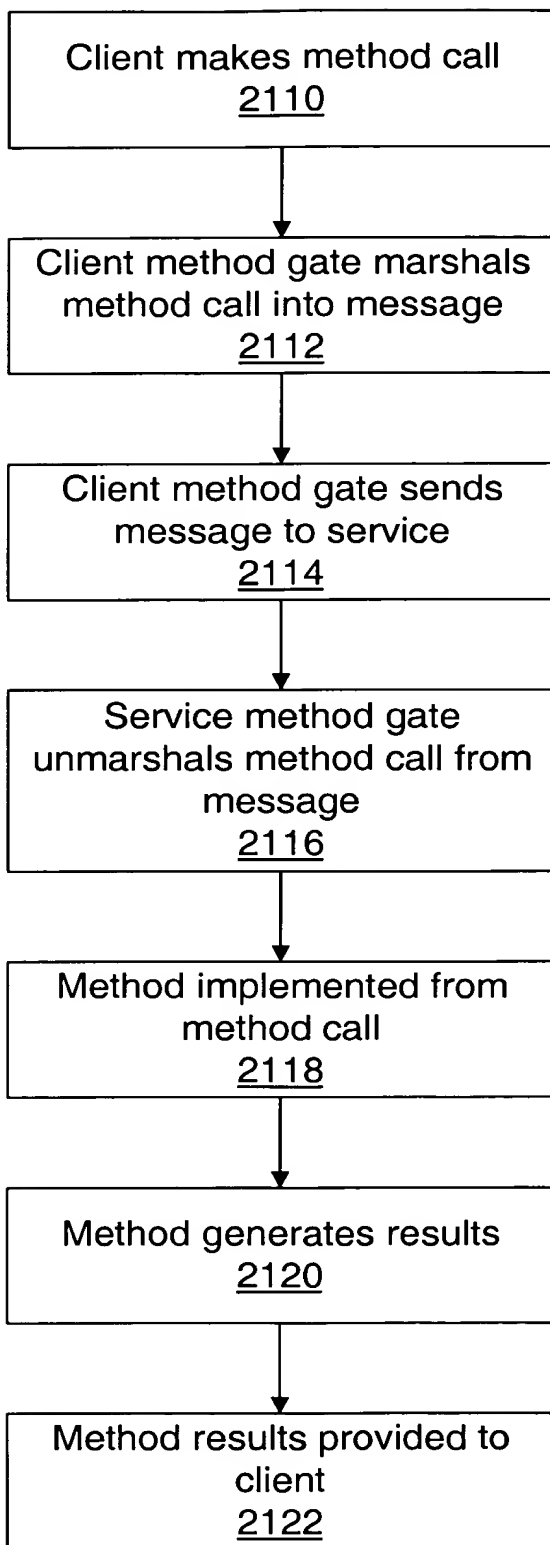 Client makes method call
2110
Client method gate marshals
method call into message
2112
Client method gate sends
message to service
2114
Service method gate
unmarshals method call from
message
2116
Method implemented from
method call
2118
Method generates results
2120
Method results provided to
client
2122